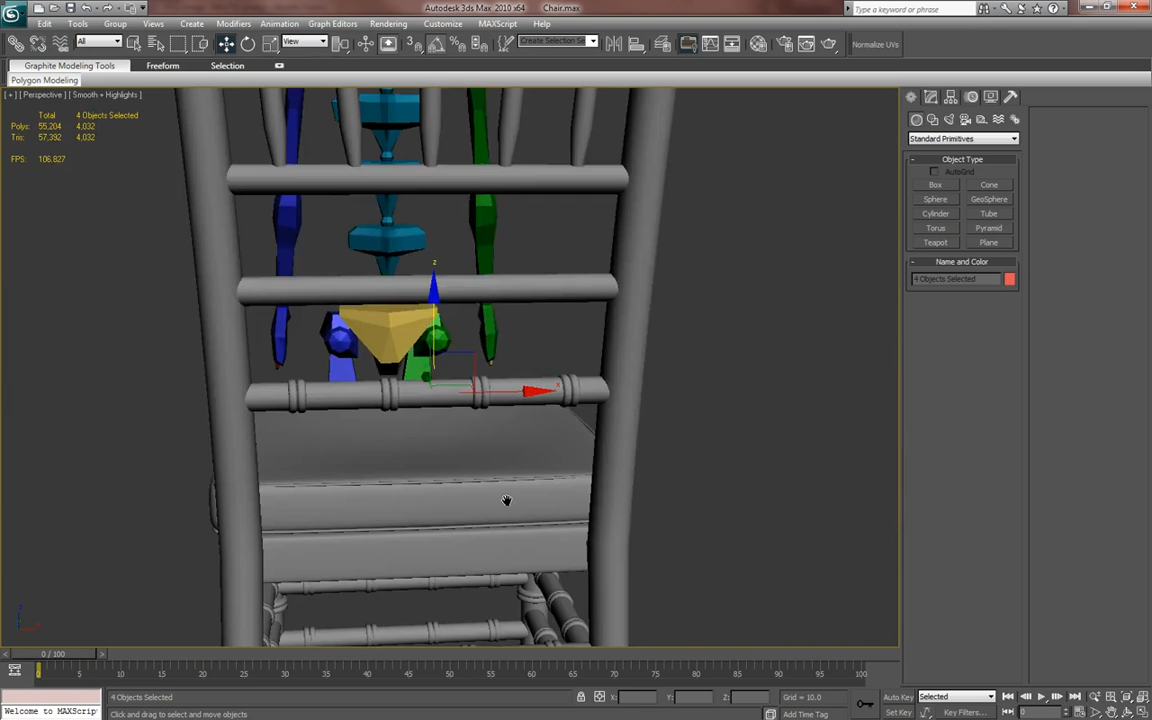 Autodesk 3ds Max 2010 x64 Chair.max
Type a keyword or phrase
Edit Tools Group Views Create Modifiers Animation Graph Editors Rendering Customize MAXScript Help
All View Create Selection Se Normalize UVs
Graphite Modeling Tools Freeform Selection
Polygon Modeling
[ + ] [ Perspective ] [ Smooth + Highlights ]
Total 4 Objects Selected
Polys: 55,204 4,032
Tris: 57,392 4,032
FPS: 106.827
Standard Primitives
- Object Type
AutoGrid
Box Cone
Sphere GeoSphere
Cylinder Tube
Torus Pyramid
Teapot Plane
- Name and Color
4 Objects Selected
z
x
z
x
< 0 / 100 >
0 5 10 15 20 25 30 35 40 45 50 55 60 65 70 75 80 85 90 95 100
4 Objects Selected X: Y: Z: Grid = 10.0 Auto Key Selected
Welcome to MAXScrip Click and drag to select and move objects Add Time Tag Set Key Key Filters... 0